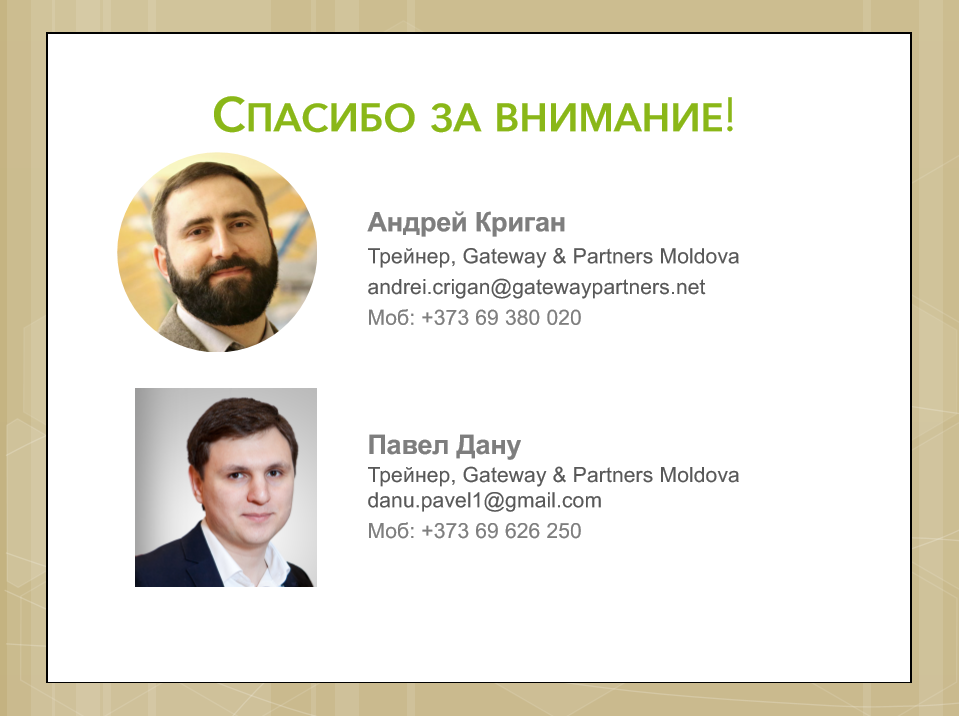 Спасибо за внимание!
Андрей Криган
Трейнер, Gateway & Partners Moldova
andrei.crigan@gatewaypartners.net
Моб: +373 69 380 020
Павел Дану
Трейнер, Gateway & Partners Moldova
danu.pavel1@gmail.com
Моб: +373 69 626 250